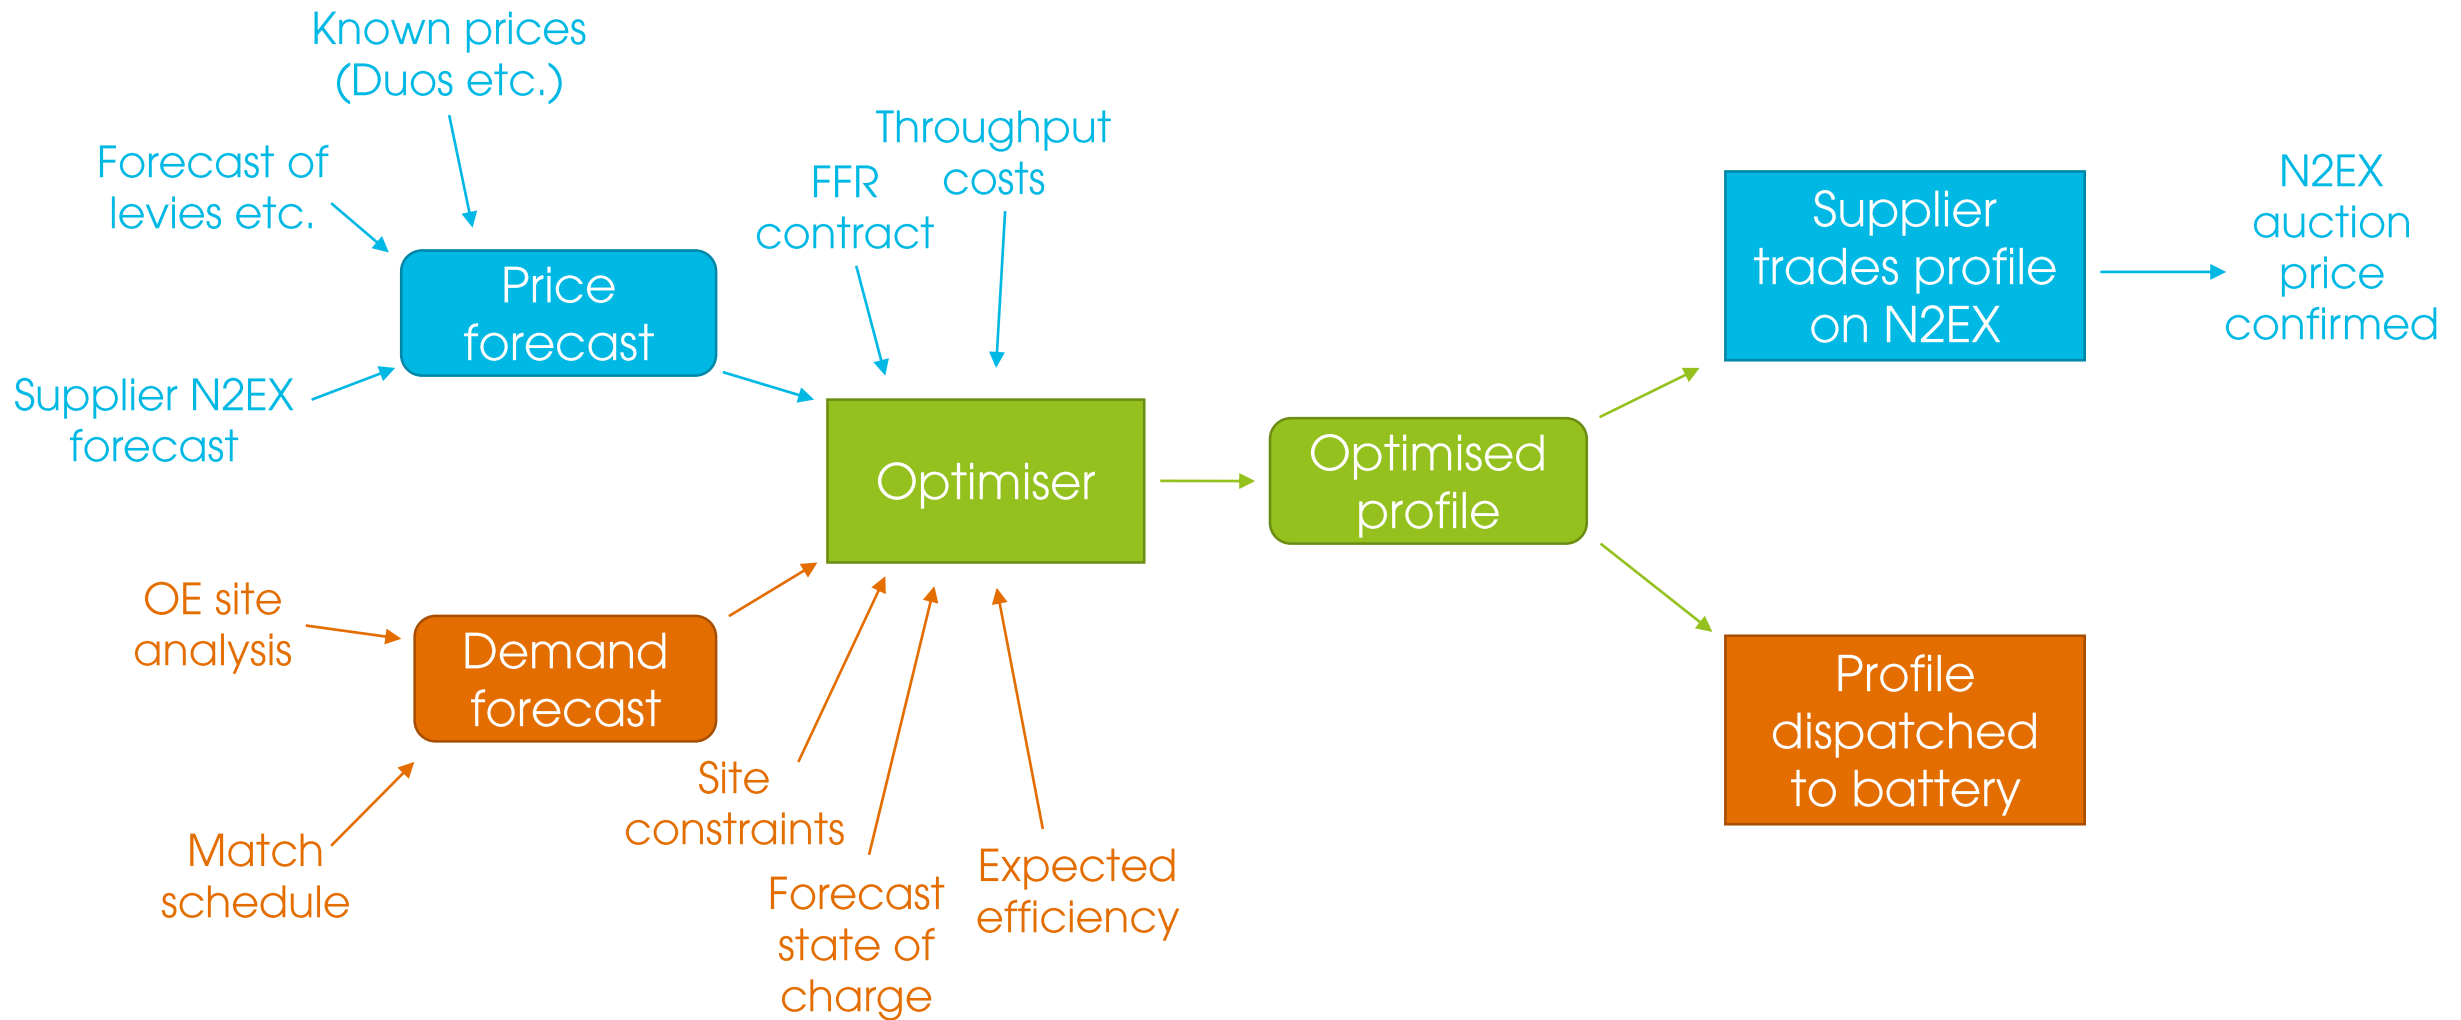 Known prices
(Duos etc.)
Forecast of
levies etc.
Supplier N2EX
forecast
Price
forecast
FFR
contract
Throughput
costs
OE site
analysis
Match
schedule
Demand
forecast
Site
constraints
Forecast
state of
charge
Expected
efficiency
Optimiser
Optimised
profile
Supplier
trades profile
on N2EX
N2EX
auction
price
confirmed
Profile
dispatched
to battery